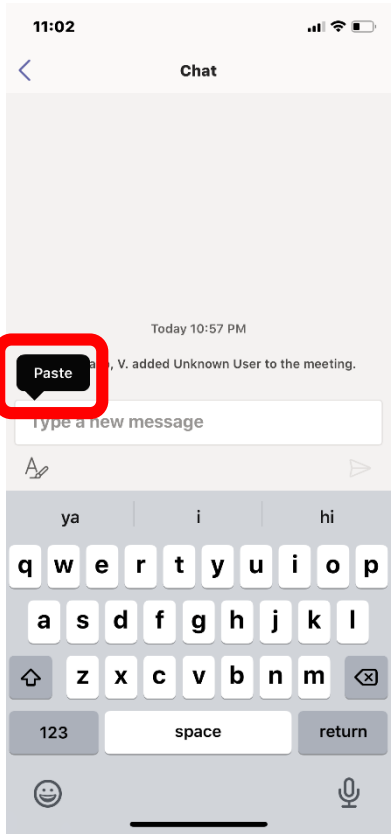 11:02
Chat
Today 10:57 PM
Paste
, V. added Unknown User to the meeting.
Type a new message
ya i hi
q w e r t y u i o p
a s d f g h j k l
z x c v b n m
123 space return